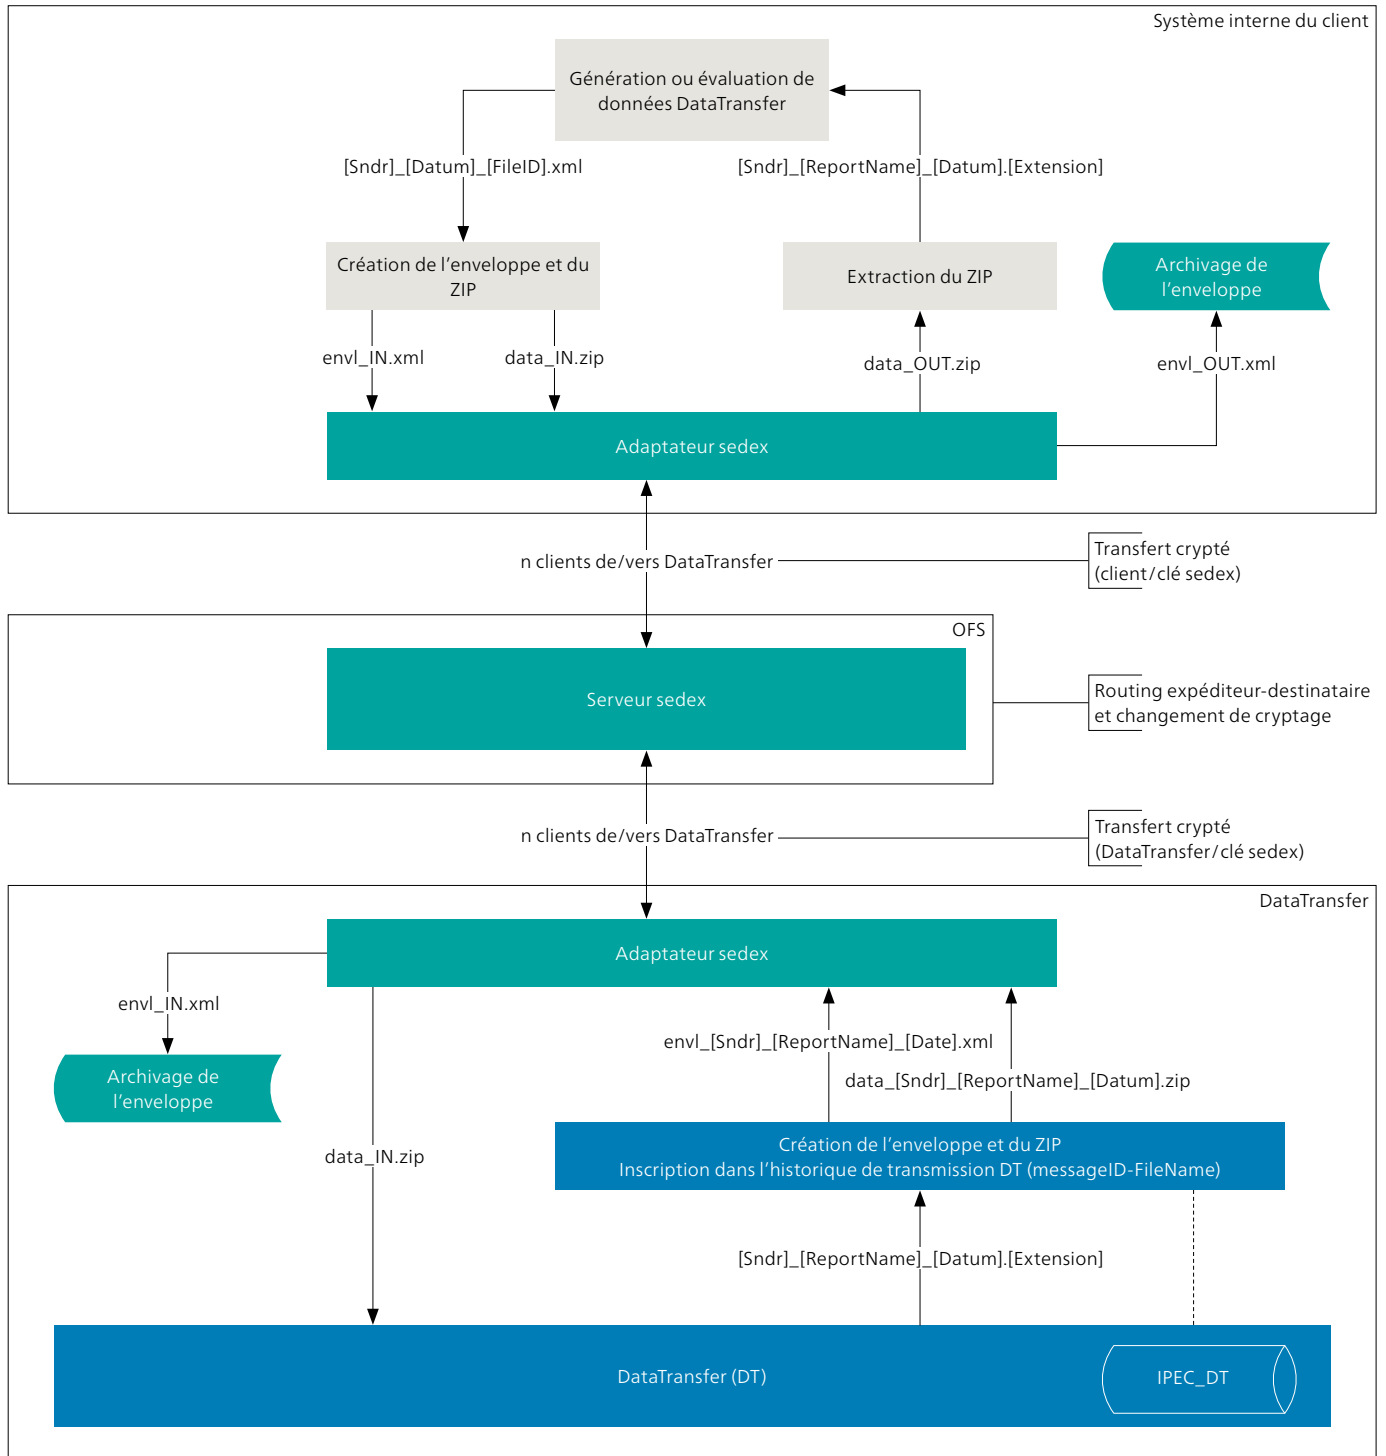 Système interne du client
Génération ou évaluation de
données DataTransfer
[Sndr]_[Datum]_[FileID].xml
[Sndr]_[ReportName]_[Datum].[Extension]
Création de l'enveloppe et du
ZIP
Extraction du ZIP
Archivage de
l'enveloppe
envl_IN.xml
data_IN.zip
data_OUT.zip
envl_OUT.xml
Adaptateur sedex
n clients de/vers DataTransfer
Transfert crypté
(client/clé sedex)
OFS
Serveur sedex
Routing expéditeur-destinataire
et changement de cryptage
n clients de/vers DataTransfer
Transfert crypté
(DataTransfer/clé sedex)
DataTransfer
Adaptateur sedex
envl_IN.xml
envl_[Sndr]_[ReportName]_[Date].xml
data_[Sndr]_[ReportName]_[Datum].zip
Archivage de
l'enveloppe
data_IN.zip
Création de l'enveloppe et du ZIP
Inscription dans l'historique de transmission DT (messageID-FileName)
[Sndr]_[ReportName]_[Datum].[Extension]
DataTransfer (DT)
IPEC_DT